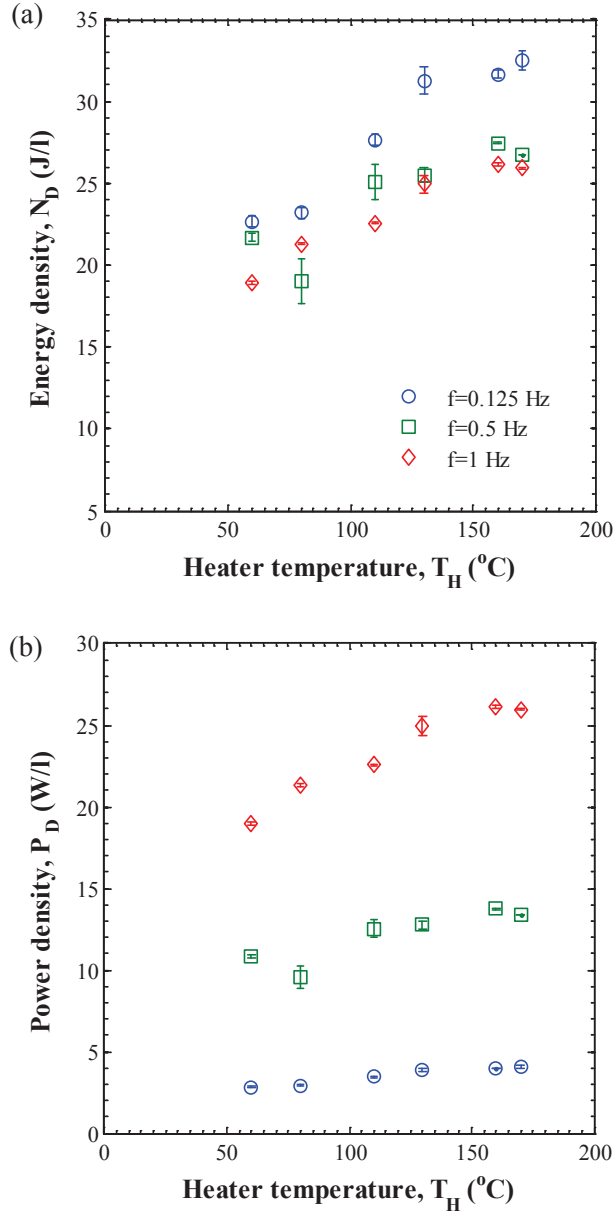 (a)
35
30
25
20
15
10
5
Energy density, N_D (J/l)
f=0.125 Hz
f=0.5 Hz
f=1 Hz
0 50 100 150 200
Heater temperature, T_H (°C)
(b)
30
25
20
15
10
5
0
Power density, P_D (W/l)
0 50 100 150 200
Heater temperature, T_H (°C)